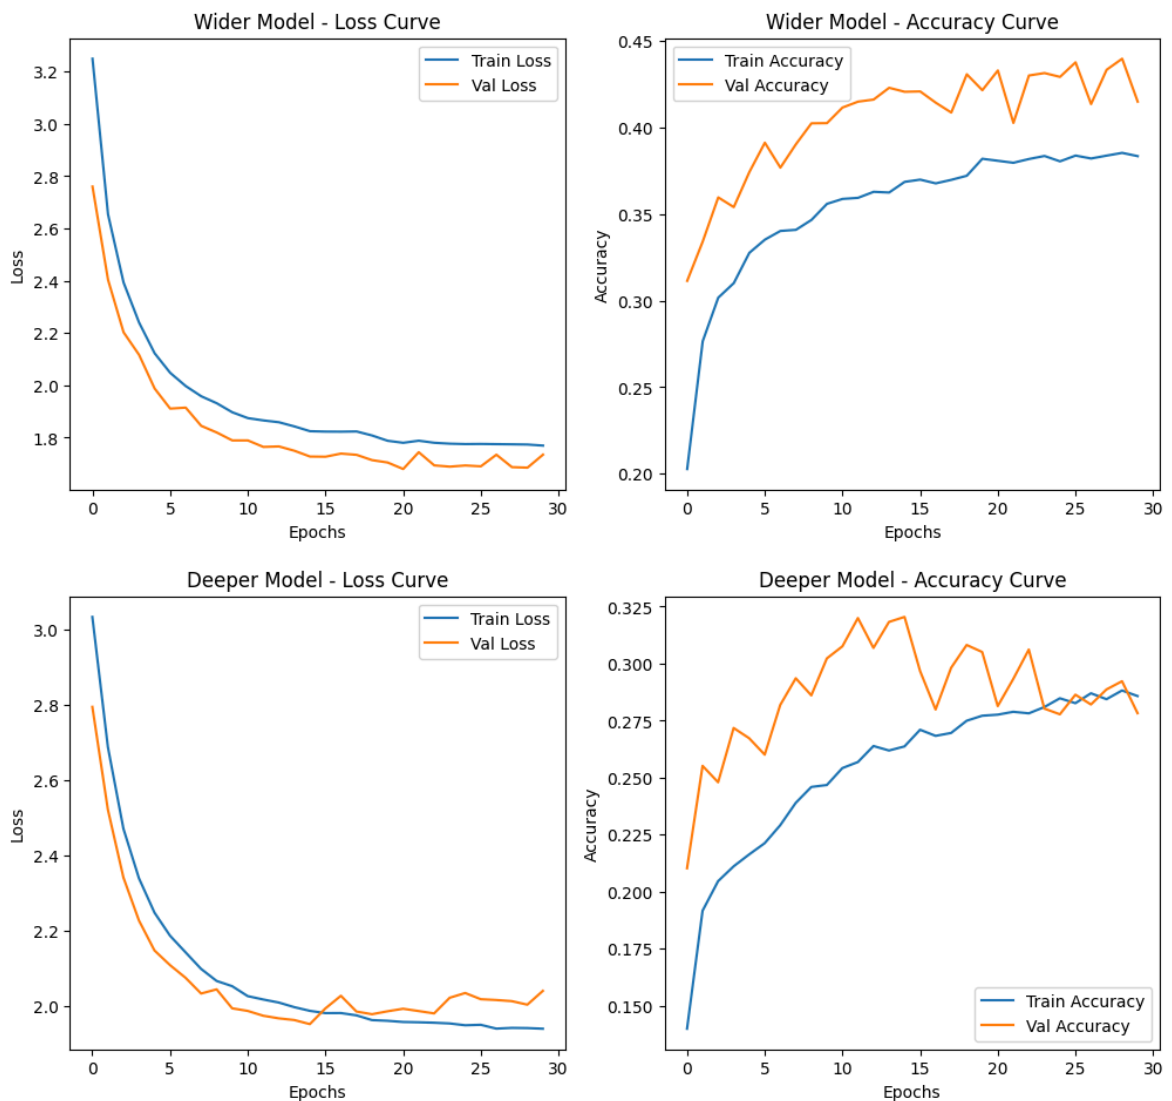 Wider Model - Loss Curve
Train Loss
Val Loss
3.2
3.0
2.8
2.6
2.4
2.2
2.0
1.8
Loss
0 5 10 15 20 25 30
Epochs
Wider Model - Accuracy Curve
Train Accuracy
Val Accuracy
0.45
0.40
0.35
0.30
0.25
0.20
Accuracy
0 5 10 15 20 25 30
Epochs
Deeper Model - Loss Curve
Train Loss
Val Loss
3.0
2.8
2.6
2.4
2.2
2.0
Loss
0 5 10 15 20 25 30
Epochs
Deeper Model - Accuracy Curve
0.325
0.300
0.275
0.250
0.225
0.200
0.175
0.150
Accuracy
Train Accuracy
Val Accuracy
0 5 10 15 20 25 30
Epochs